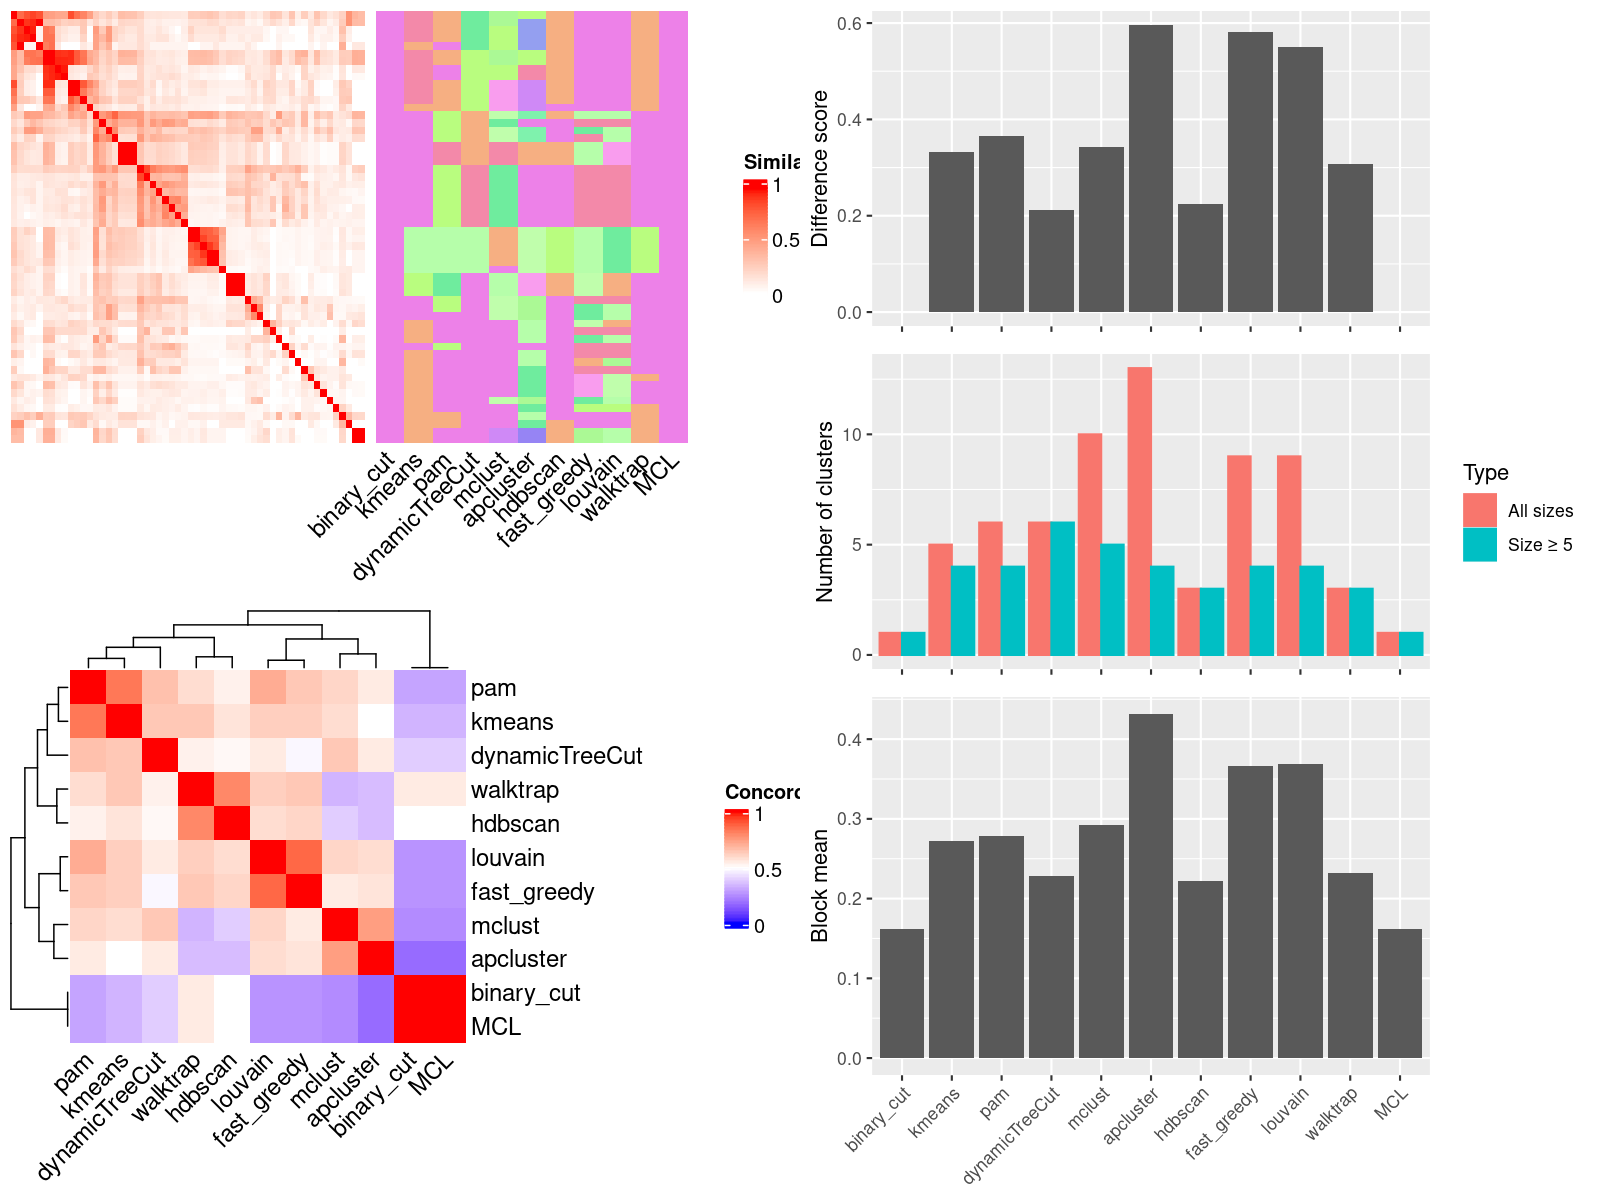 Simila
1
0.5
0
binary_cut
kmeans
pam
dynamicTreeCut
mclust
apcluster
hdbscan
fast_greedy
louvain
walktrap
MCL
pam
kmeans
dynamicTreeCut
walktrap
hdbscan
louvain
fast_greedy
mclust
apcluster
binary_cut
MCL
pam
kmeans
dynamicTreeCut
walktrap
hdbscan
louvain
fast_greedy
mclust
apcluster
binary_cut
MCL
Concord
1
0.5
0
Difference score
0.6
0.4
0.2
0.0
Number of clusters
10
5
0
Type
All sizes
Size ≥ 5
Block mean
0.4
0.3
0.2
0.1
0.0
binary_cut
kmeans
pam
dynamicTreeCut
mclust
apcluster
hdbscan
fast_greedy
louvain
walktrap
MCL